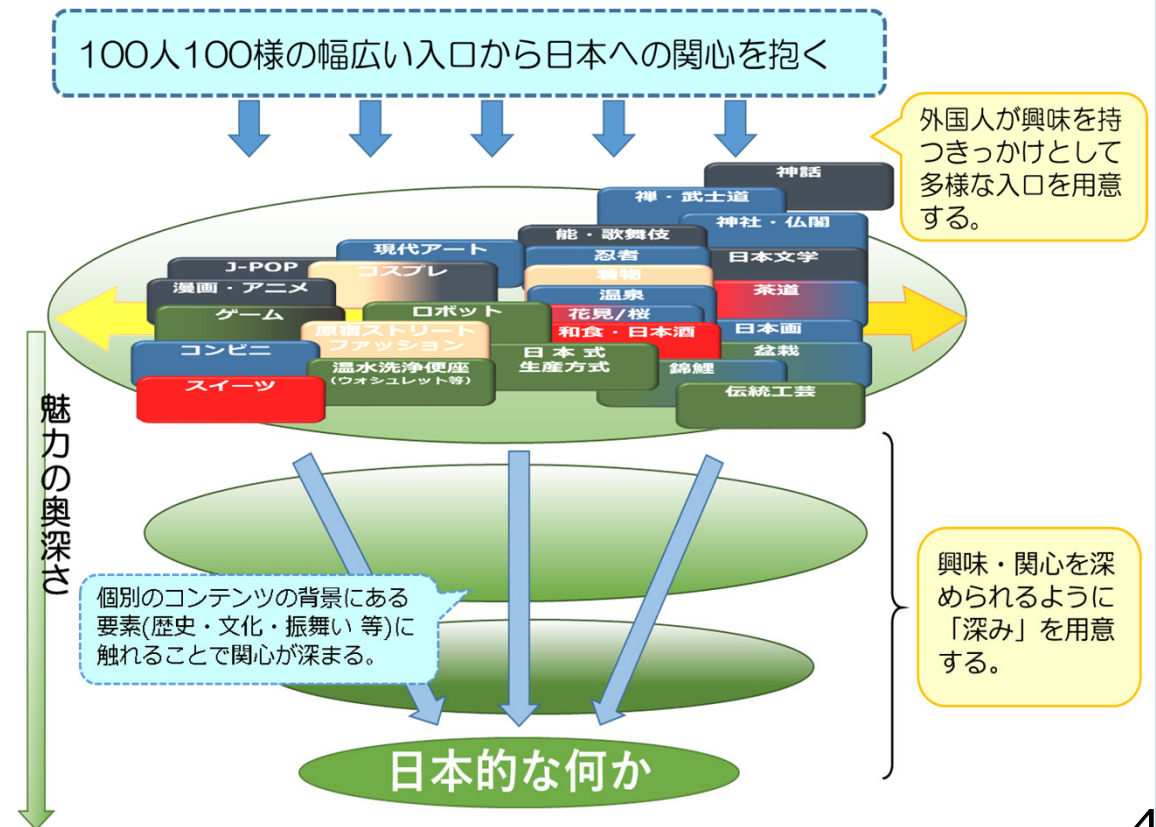 100人100様の幅広い入口から日本への関心を抱く
外国人が興味を持
つきっかけとして
多様な入口を用意
する。
神話
禅・武士道
神社・仏閣
能・歌舞伎
現代アート
忍者
日本文学
J-POP
コスプレ
着物
漫画・アニメ
温泉
茶道
ゲーム
ロボット
花見/桜
原宿ストリート
ファッション
和食・日本酒
日本画
コンビニ
日本式
生産方式
盆栽
温水洗浄便座
(ウォシュレット等)
錦鯉
スイーツ
伝統工芸
魅力の奥深さ
個別のコンテンツの背景にある
要素(歴史・文化・振舞い 等)に
触れることで関心が深まる。
興味・関心を深
められるように
「深み」を用意
する。
日本的な何か
4